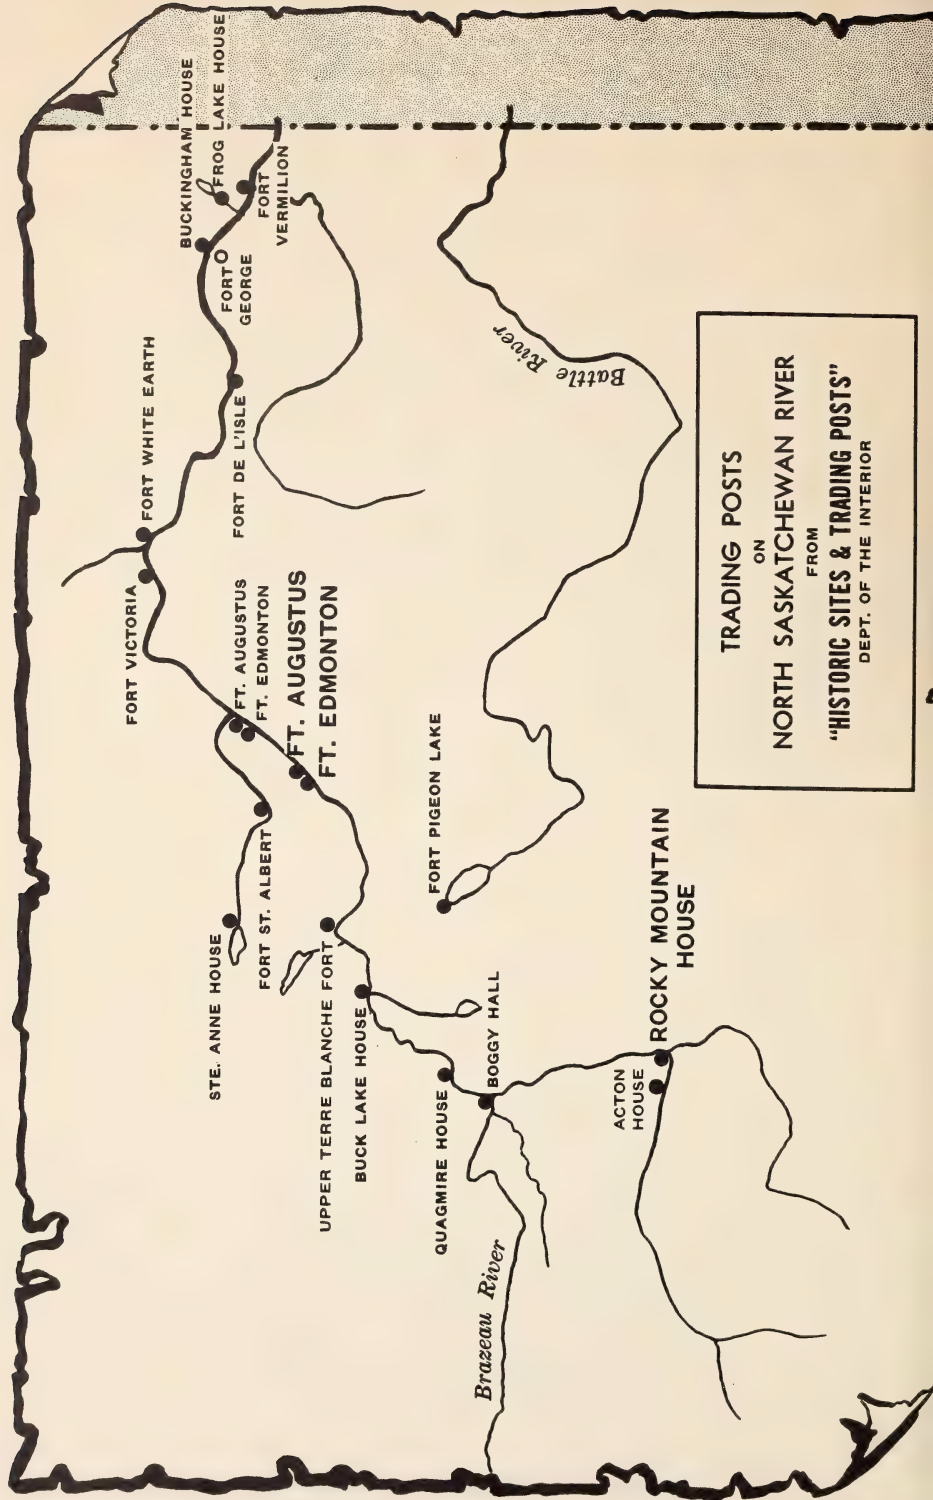 FORT VICTORIA
FORT WHITE EARTH
BUCKINGHAM HOUSE
STE. ANNE HOUSE
FROG LAKE HOUSE
FORT
GEORGE
FORT DE L'ISLE
FT. AUGUSTUS
FT. EDMONTON
FORT ST. ALBERT
FORT
VERMILION
FT. AUGUSTUS
FT. EDMONTON
UPPER TERRE BLANCHE FORT
BUCK LAKE HOUSE
FORT PIGEON LAKE
QUAGMIRE HOUSE
BOGGY HALL
Brazeau River
Battle River
ACTON
HOUSE
ROCKY MOUNTAIN
HOUSE
TRADING POSTS
ON
NORTH SASKATCHEWAN RIVER
FROM
“HISTORIC SITES & TRADING POSTS”
DEPT. OF THE INTERIOR